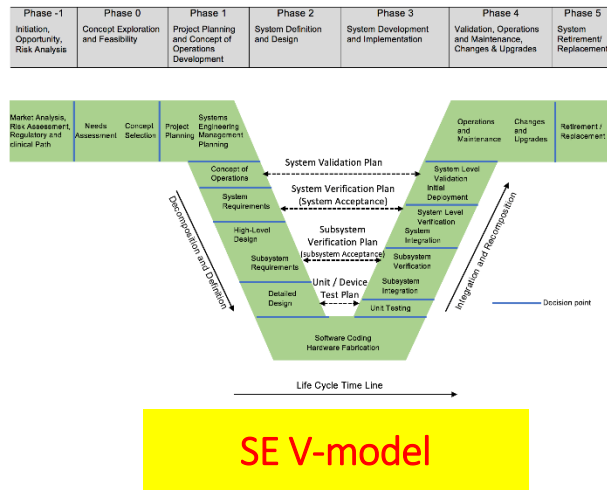 Phase -1
Initiation,
Opportunity,
Risk Analysis
Phase 0
Concept Exploration
and Feasibility
Phase 1
Project Planning
and Concept of
Operations
Development
Phase 2
System Definition
and Design
Phase 3
System Development
and Implementation
Phase 4
Validation, Operations
and Maintenance,
Changes & Upgrades
Phase 5
System
Retirement/
Replacement
Market Analysis,
Risk Assessment,
Regulatory and
clinical Path
Needs
Assessment
Concept
Selection
Project
Planning
Systems
Engineering
Management
Planning
Operations
and
Maintenance
Changes
and
Upgrades
Retirement /
Replacement
Concept of
Operations
System Validation Plan
System Level
Validation
Initial
Deployment
System
Requirements
System Verification Plan
(System Acceptance)
System Level
Verification
System
Integration
High-Level
Design
Subsystem
Requirements
Subsystem
Verification Plan
(subsystem Acceptance)
Subsystem
Verification
Subsystem
Integration
Detailed
Design
Unit / Device
Test Plan
Unit Testing
Decomposition and Definition
Integration and Recomposition
Decision point
Software Coding
Hardware Fabrication
Life Cycle Time Line
SE V-model